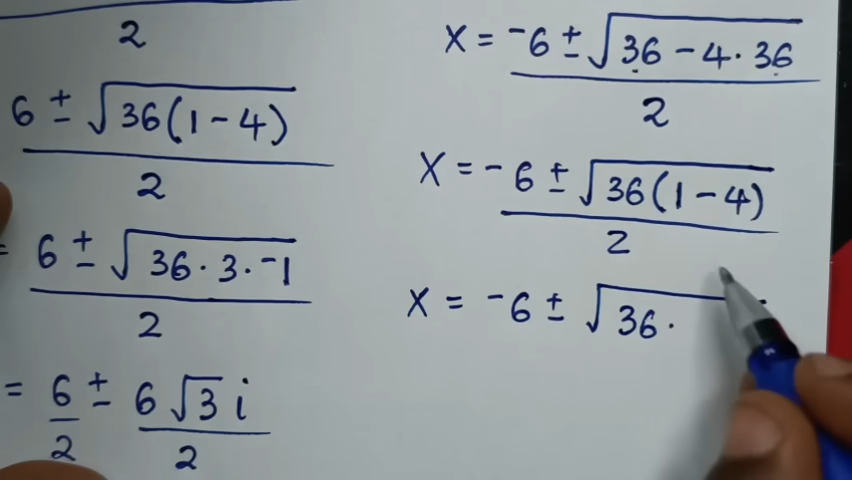 2
6 ± √36(1 - 4)
2
= 6 ± √36 · 3 · -1
2
= 6/2 ± 6√3 i/2
x = -6 ± √36 - 4 · 36
2
x = -6 ± √36(1 - 4)
2
x = -6 ± √36 ·